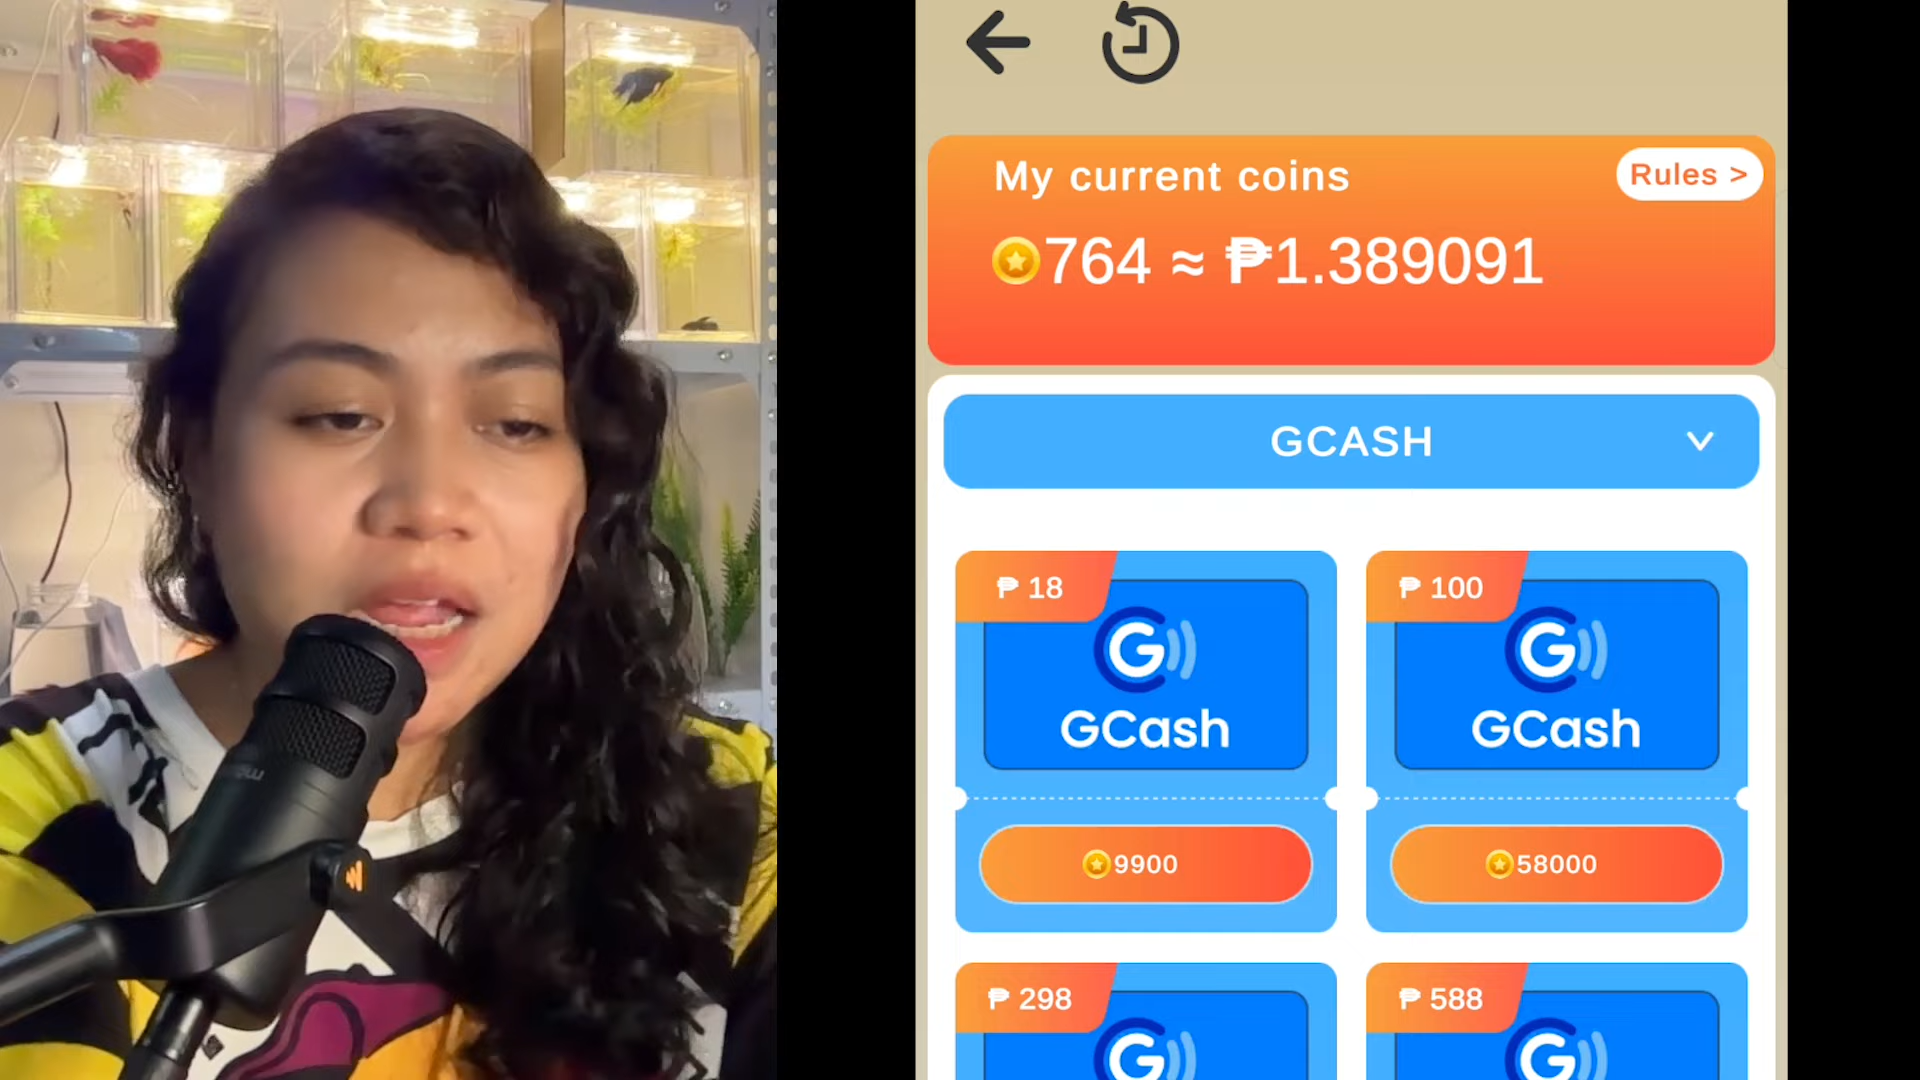 My current coins
Rules >
764 ≈ ₱1.389091
GCASH
₱ 18
GCash
9900
₱ 100
GCash
58000
₱ 298
₱ 588